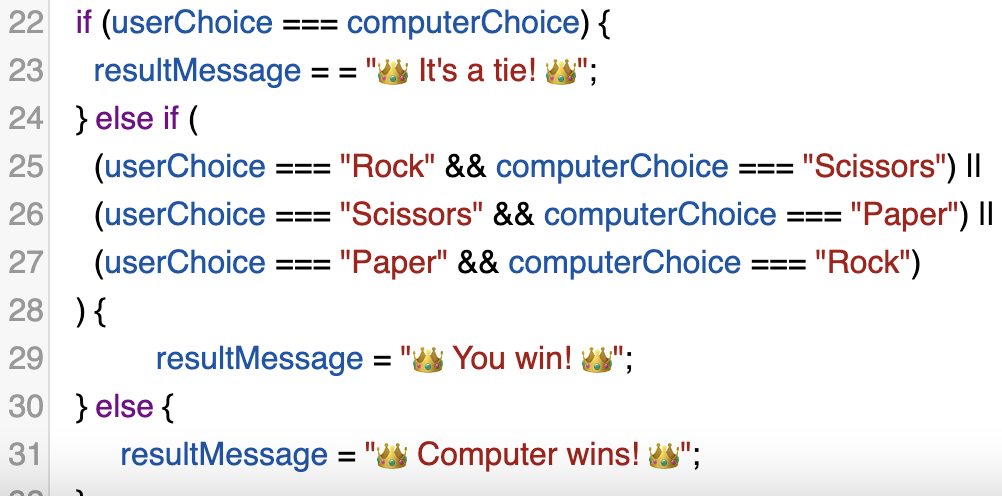 22 if (userChoice === computerChoice) {
23 resultMessage = = "👑 It's a tie! 👑";
24 } else if (
25 (userChoice === "Rock" && computerChoice === "Scissors") ||
26 (userChoice === "Scissors" && computerChoice === "Paper") ||
27 (userChoice === "Paper" && computerChoice === "Rock")
28 ) {
29 resultMessage = "👑 You win! 👑";
30 } else {
31 resultMessage = "👑 Computer wins! 👑";